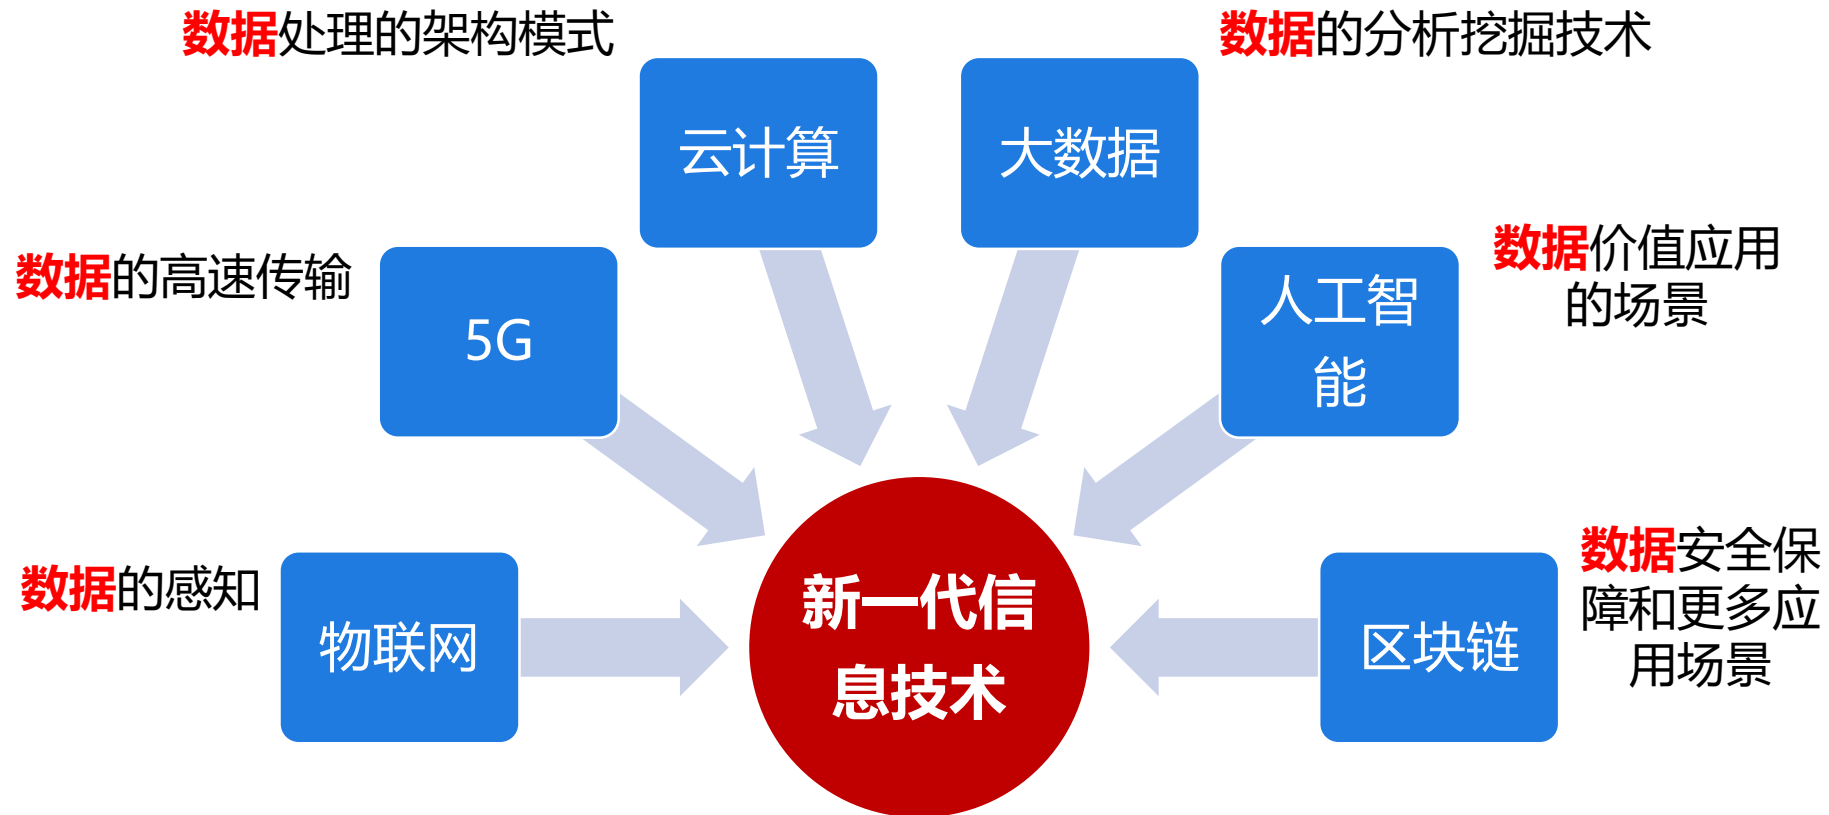 数据处理的架构模式
数据的分析挖掘技术
云计算
大数据
数据的高速传输
5G
人工智
能
数据价值应用
的场景
数据的感知
物联网
新一代信
息技术
区块链
数据安全保
障和更多应
用场景